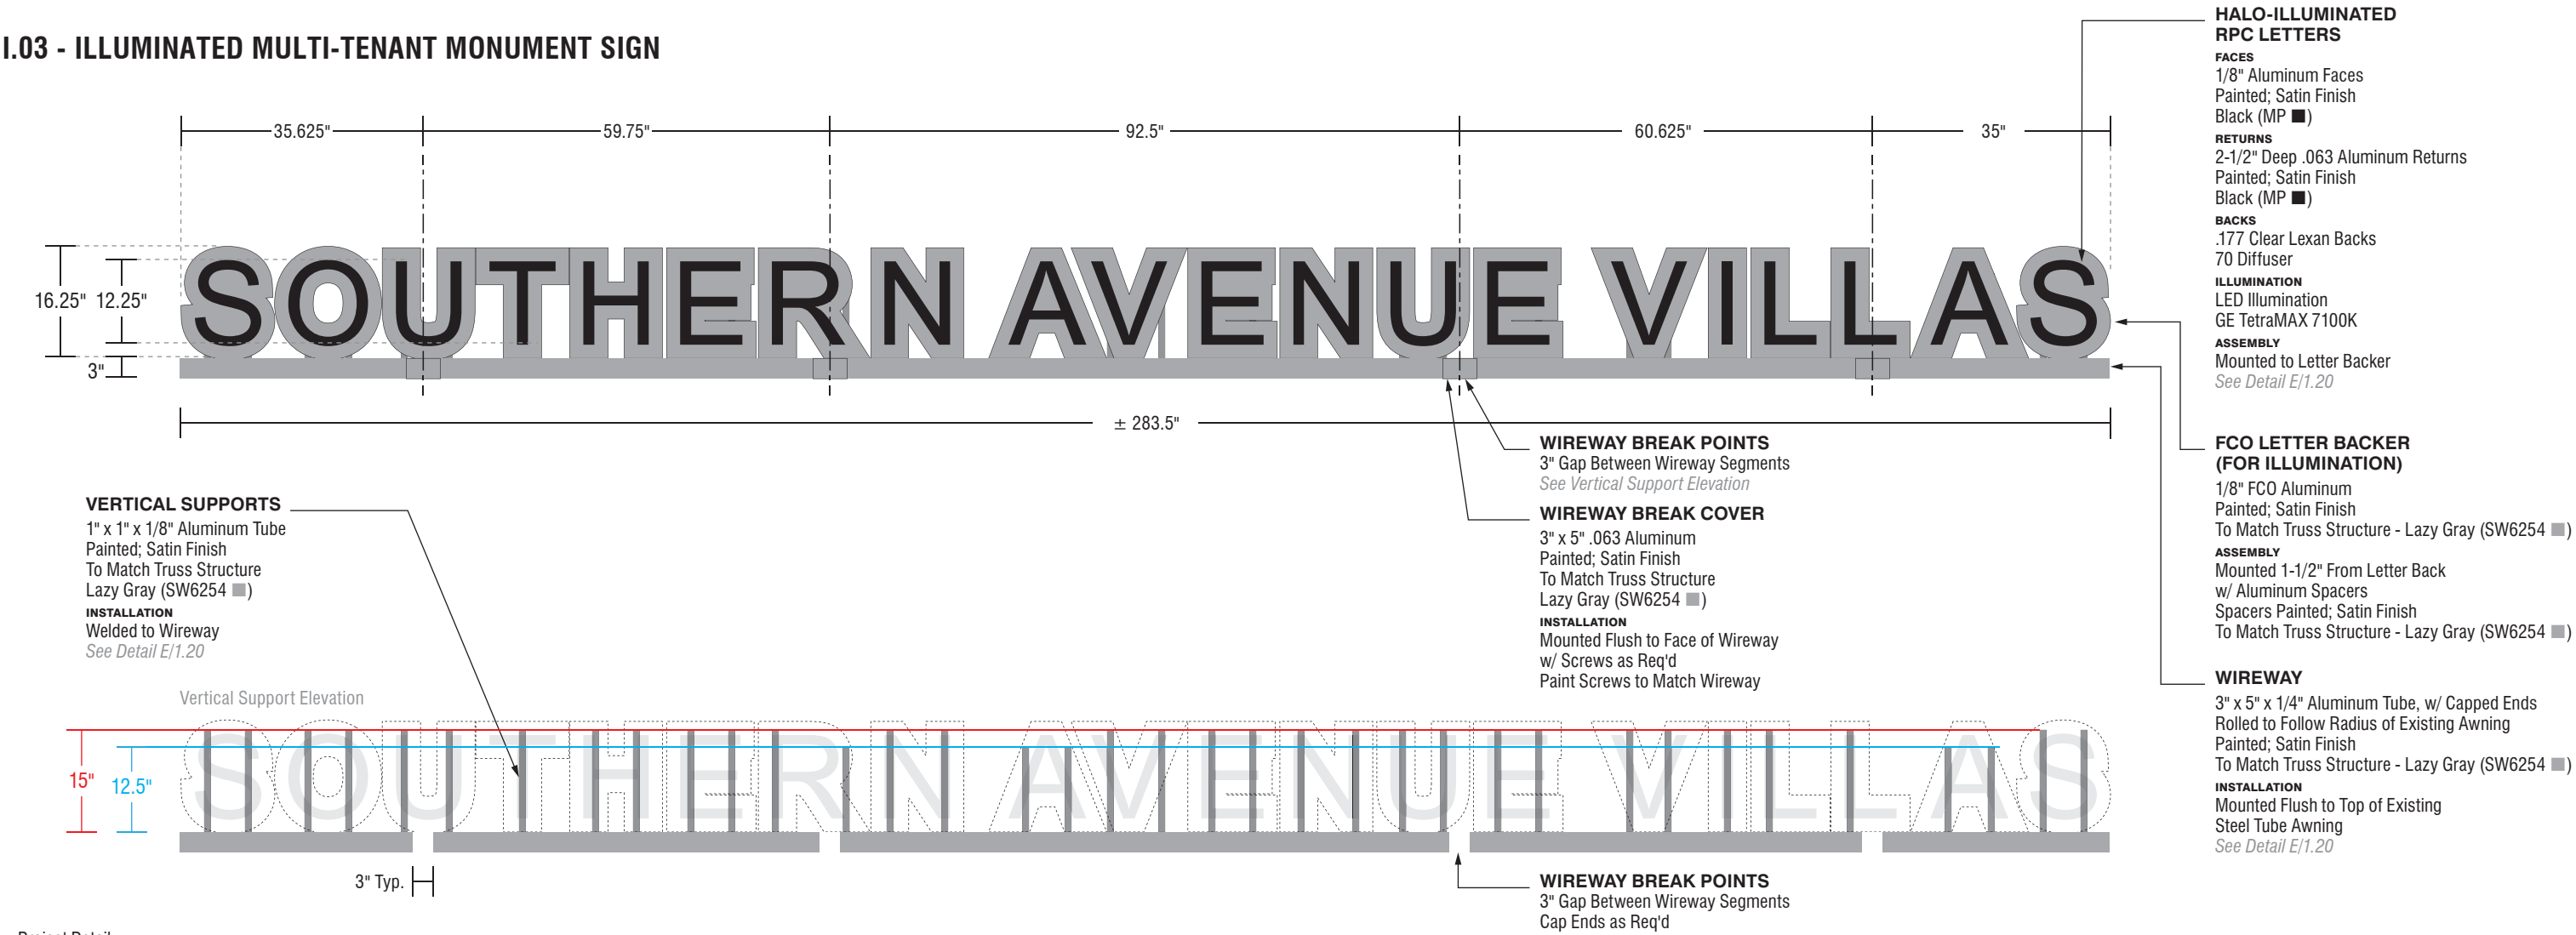 I.03 - ILLUMINATED MULTI-TENANT MONUMENT SIGN
35.625"
59.75"
92.5"
60.625"
35"
16.25"
12.25"
3"
SOUTHERN AVENUE VILLAS
± 283.5"
HALO-ILLUMINATED
RPC LETTERS
FACES
1/8" Aluminum Faces
Painted; Satin Finish
Black (MP ■)
RETURNS
2-1/2" Deep .063 Aluminum Returns
Painted; Satin Finish
Black (MP ■)
BACKS
.177 Clear Lexan Backs
70 Diffuser
ILLUMINATION
LED Illumination
GE TetraMAX 7100K
ASSEMBLY
Mounted to Letter Backer
See Detail E/1.20
FCO LETTER BACKER
(FOR ILLUMINATION)
1/8" FCO Aluminum
Painted; Satin Finish
To Match Truss Structure - Lazy Gray (SW6254 ■)
ASSEMBLY
Mounted 1-1/2" From Letter Back
w/ Aluminum Spacers
Spacers Painted; Satin Finish
To Match Truss Structure - Lazy Gray (SW6254 ■)
WIREWAY
3" x 5" x 1/4" Aluminum Tube, w/ Capped Ends
Rolled to Follow Radius of Existing Awning
Painted; Satin Finish
To Match Truss Structure - Lazy Gray (SW6254 ■)
INSTALLATION
Mounted Flush to Top of Existing
Steel Tube Awning
See Detail E/1.20
WIREWAY BREAK POINTS
3" Gap Between Wireway Segments
See Vertical Support Elevation
WIREWAY BREAK COVER
3" x 5" .063 Aluminum
Painted; Satin Finish
To Match Truss Structure
Lazy Gray (SW6254 ■)
INSTALLATION
Mounted Flush to Face of Wireway
w/ Screws as Req'd
Paint Screws to Match Wireway
VERTICAL SUPPORTS
1" x 1" x 1/8" Aluminum Tube
Painted; Satin Finish
To Match Truss Structure
Lazy Gray (SW6254 ■)
INSTALLATION
Welded to Wireway
See Detail E/1.20
Vertical Support Elevation
15"
12.5"
SOUTHERN AVENUE VILLAS
3" Typ.
WIREWAY BREAK POINTS
3" Gap Between Wireway Segments
Cap Ends as Req'd
Project Detail